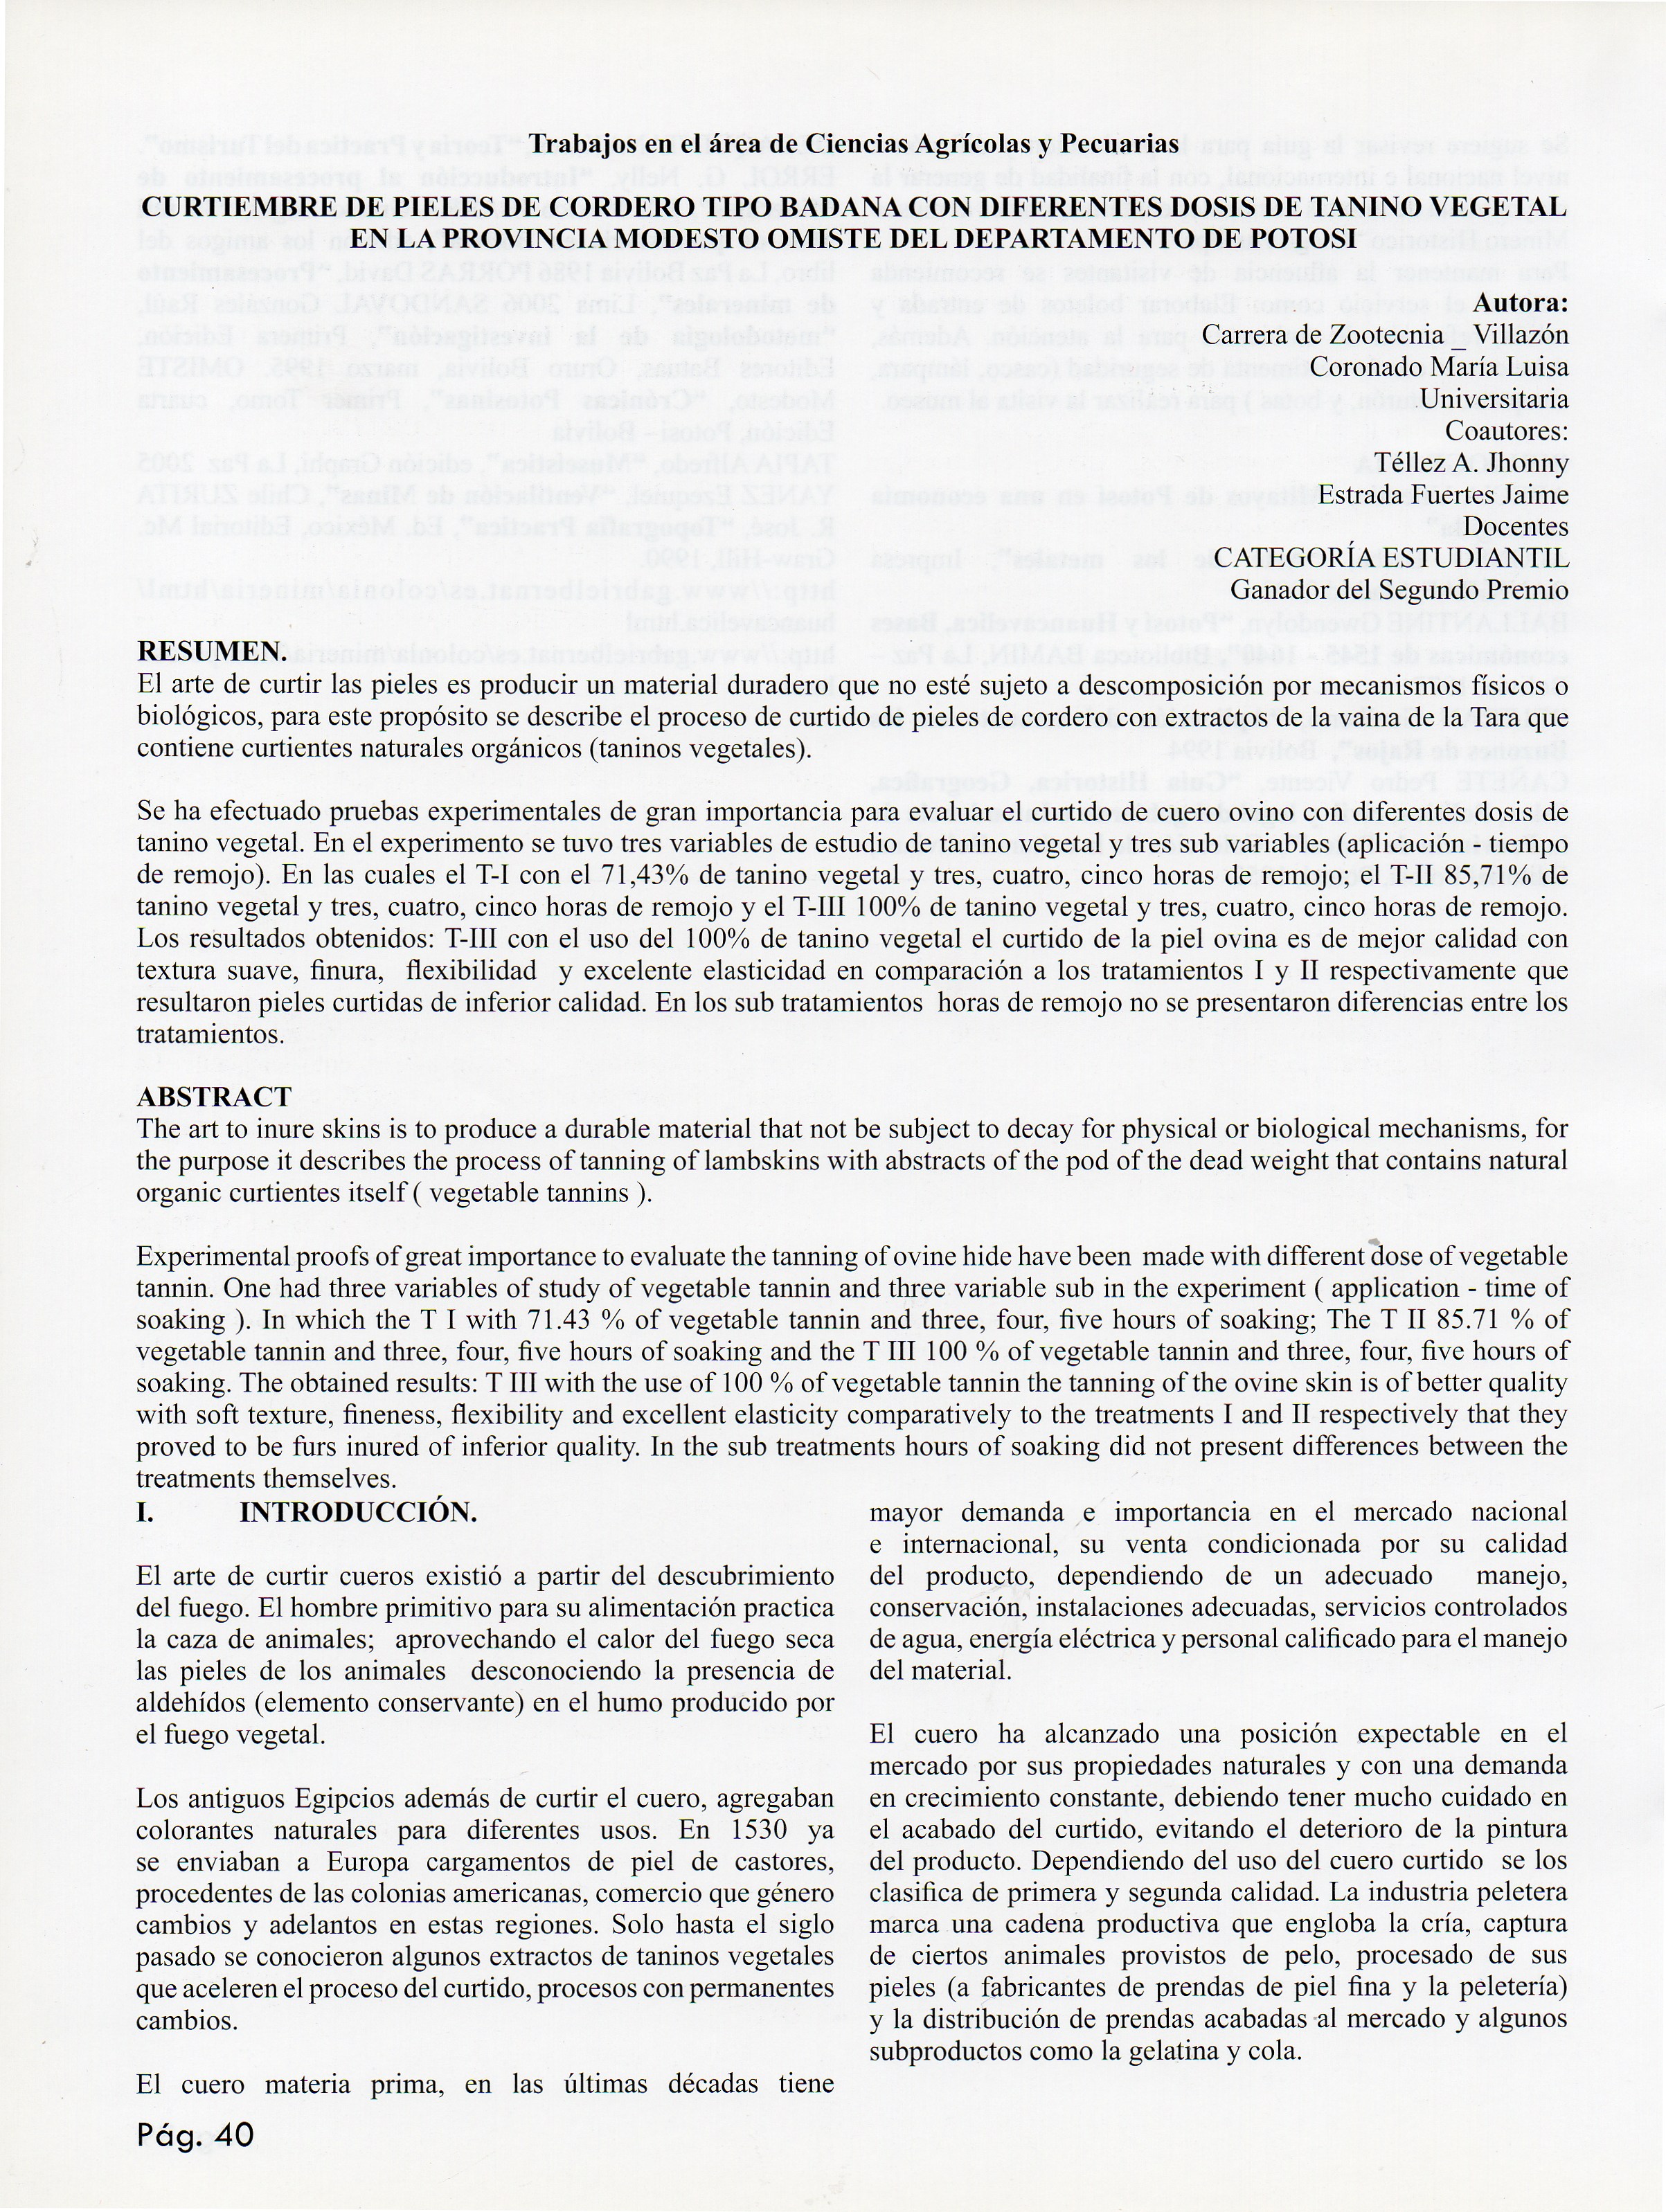 Trabajos en el área de Ciencias Agrícolas y Pecuarias
CURTIEMBRE DE PIELES DE CORDERO TIPO BADANA CON DIFERENTES DOSIS DE TANINO VEGETAL
EN LA PROVINCIA MODESTO OMISTE DEL DEPARTAMENTO DE POTOSI
Autora:
Carrera de Zootecnia _ Villazón
Coronado María Luisa
Universitaria
Coautores:
Téllez A. Jhonny
Estrada Fuertes Jaime
Docentes
CATEGORÍA ESTUDIANTIL
Ganador del Segundo Premio
RESUMEN.
El arte de curtir las pieles es producir un material duradero que no esté sujeto a descomposición por mecanismos físicos o
biológicos, para este propósito se describe el proceso de curtido de pieles de cordero con extractos de la vaina de la Tara que
contiene curtientes naturales orgánicos (taninos vegetales).
Se ha efectuado pruebas experimentales de gran importancia para evaluar el curtido de cuero ovino con diferentes dosis de
tanino vegetal. En el experimento se tuvo tres variables de estudio de tanino vegetal y tres sub variables (aplicación - tiempo
de remojo). En las cuales el T-I con el 71,43% de tanino vegetal y tres, cuatro, cinco horas de remojo; el T-II 85,71% de
tanino vegetal y tres, cuatro, cinco horas de remojo y el T-III 100% de tanino vegetal y tres, cuatro, cinco horas de remojo.
Los resultados obtenidos: T-III con el uso del 100% de tanino vegetal el curtido de la piel ovina es de mejor calidad con
textura suave, finura, flexibilidad y excelente elasticidad en comparación a los tratamientos I y II respectivamente que
resultaron pieles curtidas de inferior calidad. En los sub tratamientos horas de remojo no se presentaron diferencias entre los
tratamientos.
ABSTRACT
The art to inure skins is to produce a durable material that not be subject to decay for physical or biological mechanisms, for
the purpose it describes the process of tanning of lambskins with abstracts of the pod of the dead weight that contains natural
organic curtientes itself ( vegetable tannins ).
Experimental proofs of great importance to evaluate the tanning of ovine hide have been made with different dose of vegetable
tannin. One had three variables of study of vegetable tannin and three variable sub in the experiment ( application - time of
soaking ). In which the T I with 71.43 % of vegetable tannin and three, four, five hours of soaking; The T II 85.71 % of
vegetable tannin and three, four, five hours of soaking and the T III 100 % of vegetable tannin and three, four, five hours of
soaking. The obtained results: T III with the use of 100 % of vegetable tannin the tanning of the ovine skin is of better quality
with soft texture, fineness, flexibility and excellent elasticity comparatively to the treatments I and II respectively that they
proved to be furs inured of inferior quality. In the sub treatments hours of soaking did not present differences between the
treatments themselves.
I. INTRODUCCIÓN.
El arte de curtir cueros existió a partir del descubrimiento
del fuego. El hombre primitivo para su alimentación practica
la caza de animales; aprovechando el calor del fuego seca
las pieles de los animales desconociendo la presencia de
aldehídos (elemento conservante) en el humo producido por
el fuego vegetal.
Los antiguos Egipcios además de curtir el cuero, agregaban
colorantes naturales para diferentes usos. En 1530 ya
se enviaban a Europa cargamentos de piel de castores,
procedentes de las colonias americanas, comercio que género
cambios y adelantos en estas regiones. Solo hasta el siglo
pasado se conocieron algunos extractos de taninos vegetales
que aceleren el proceso del curtido, procesos con permanentes
cambios.
El cuero materia prima, en las últimas décadas tiene
mayor demanda e importancia en el mercado nacional
e internacional, su venta condicionada por su calidad
del producto, dependiendo de un adecuado manejo,
conservación, instalaciones adecuadas, servicios controlados
de agua, energía eléctrica y personal calificado para el manejo
del material.
El cuero ha alcanzado una posición expectable en el
mercado por sus propiedades naturales y con una demanda
en crecimiento constante, debiendo tener mucho cuidado en
el acabado del curtido, evitando el deterioro de la pintura
del producto. Dependiendo del uso del cuero curtido se los
clasifica de primera y segunda calidad. La industria peletera
marca una cadena productiva que engloba la cría, captura
de ciertos animales provistos de pelo, procesado de sus
pieles (a fabricantes de prendas de piel fina y la peletería)
y la distribución de prendas acabadas al mercado y algunos
subproductos como la gelatina y cola.
Pág. 40